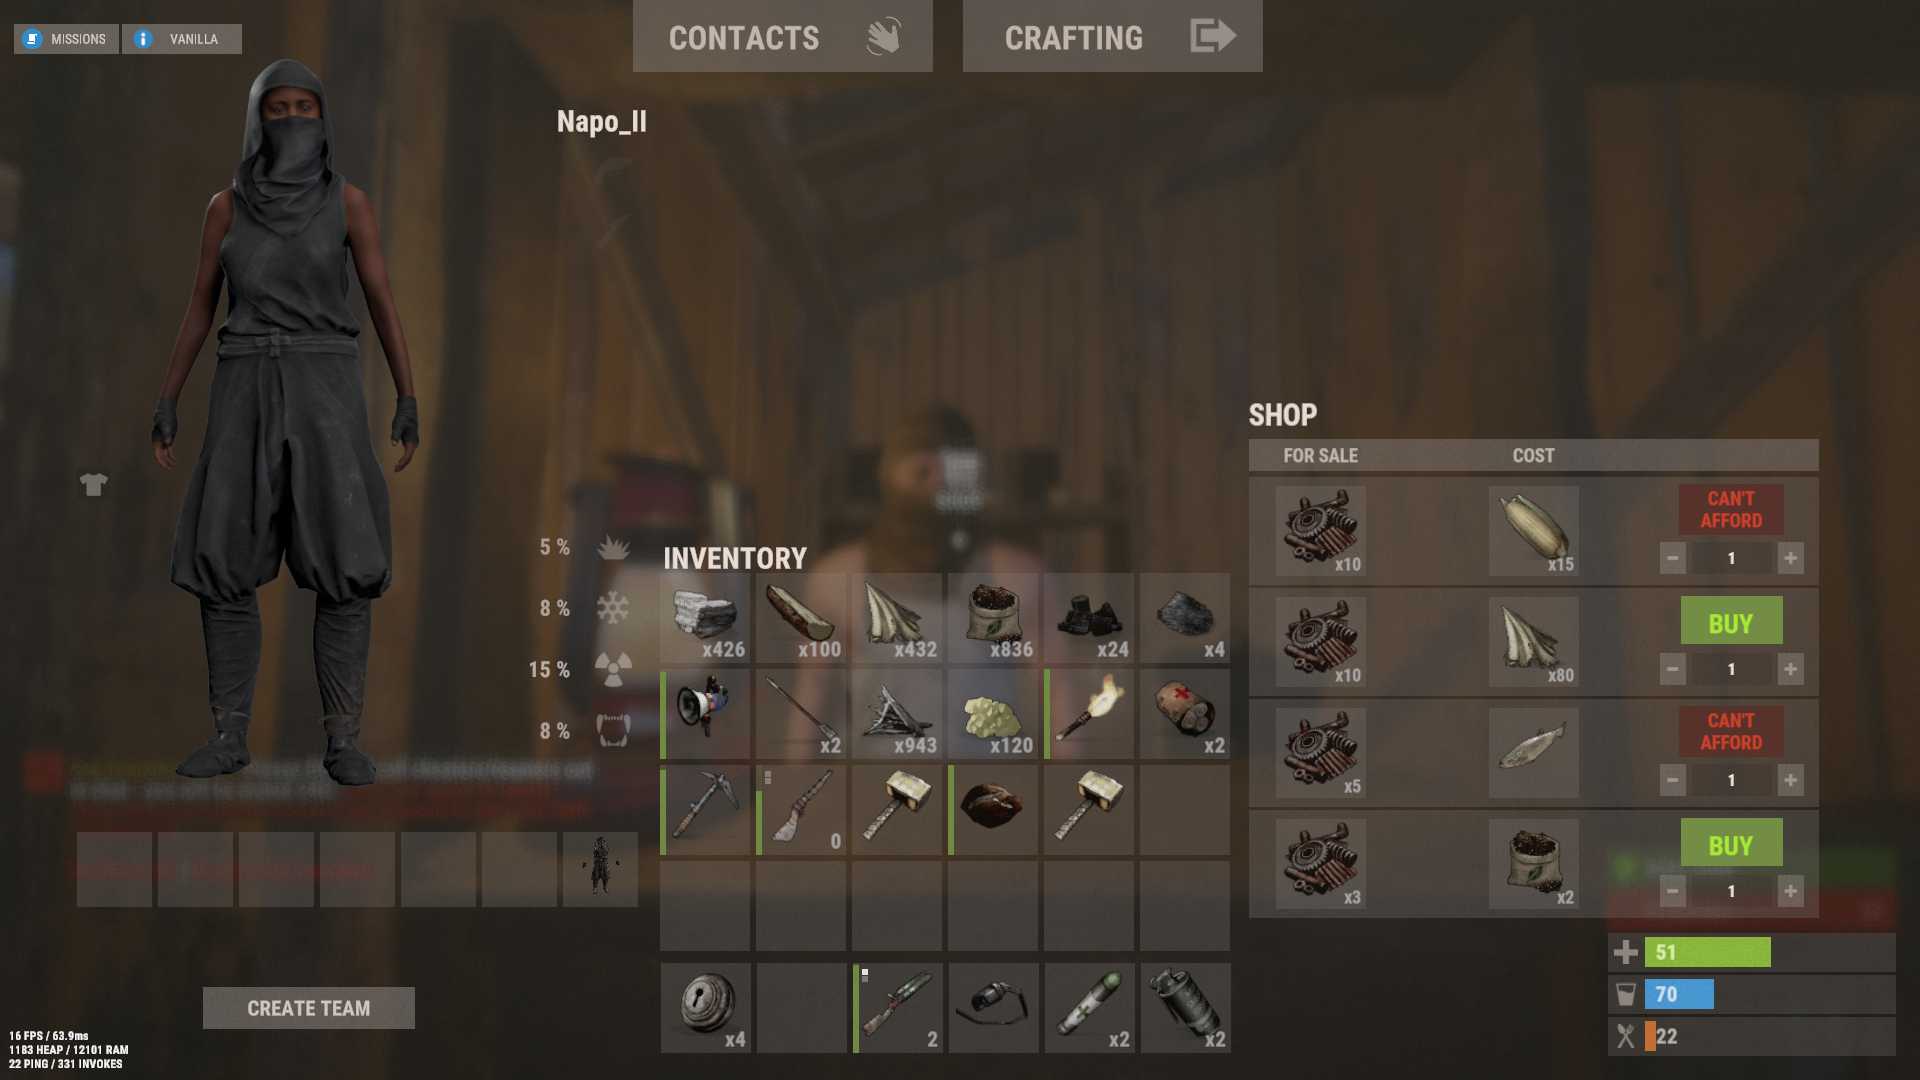 MISSIONS
VANILLA
CONTACTS
CRAFTING
Napo_II
SHOP
FOR SALE COST
x10 x15 CAN'T AFFORD
- 1 +
x10 x80 BUY
- 1 +
x5 CAN'T AFFORD
- 1 +
x3 x2 BUY
- 1 +
5 %
8 %
15 %
8 %
INVENTORY
x426 x100 x432 x836 x24 x4
x2 x943 x120 x2
0
x4 2 x2 x2
CREATE TEAM
51
70
22
16 FPS / 63.9ms
1183 HEAP / 12101 RAM
22 PING / 331 INVOKES